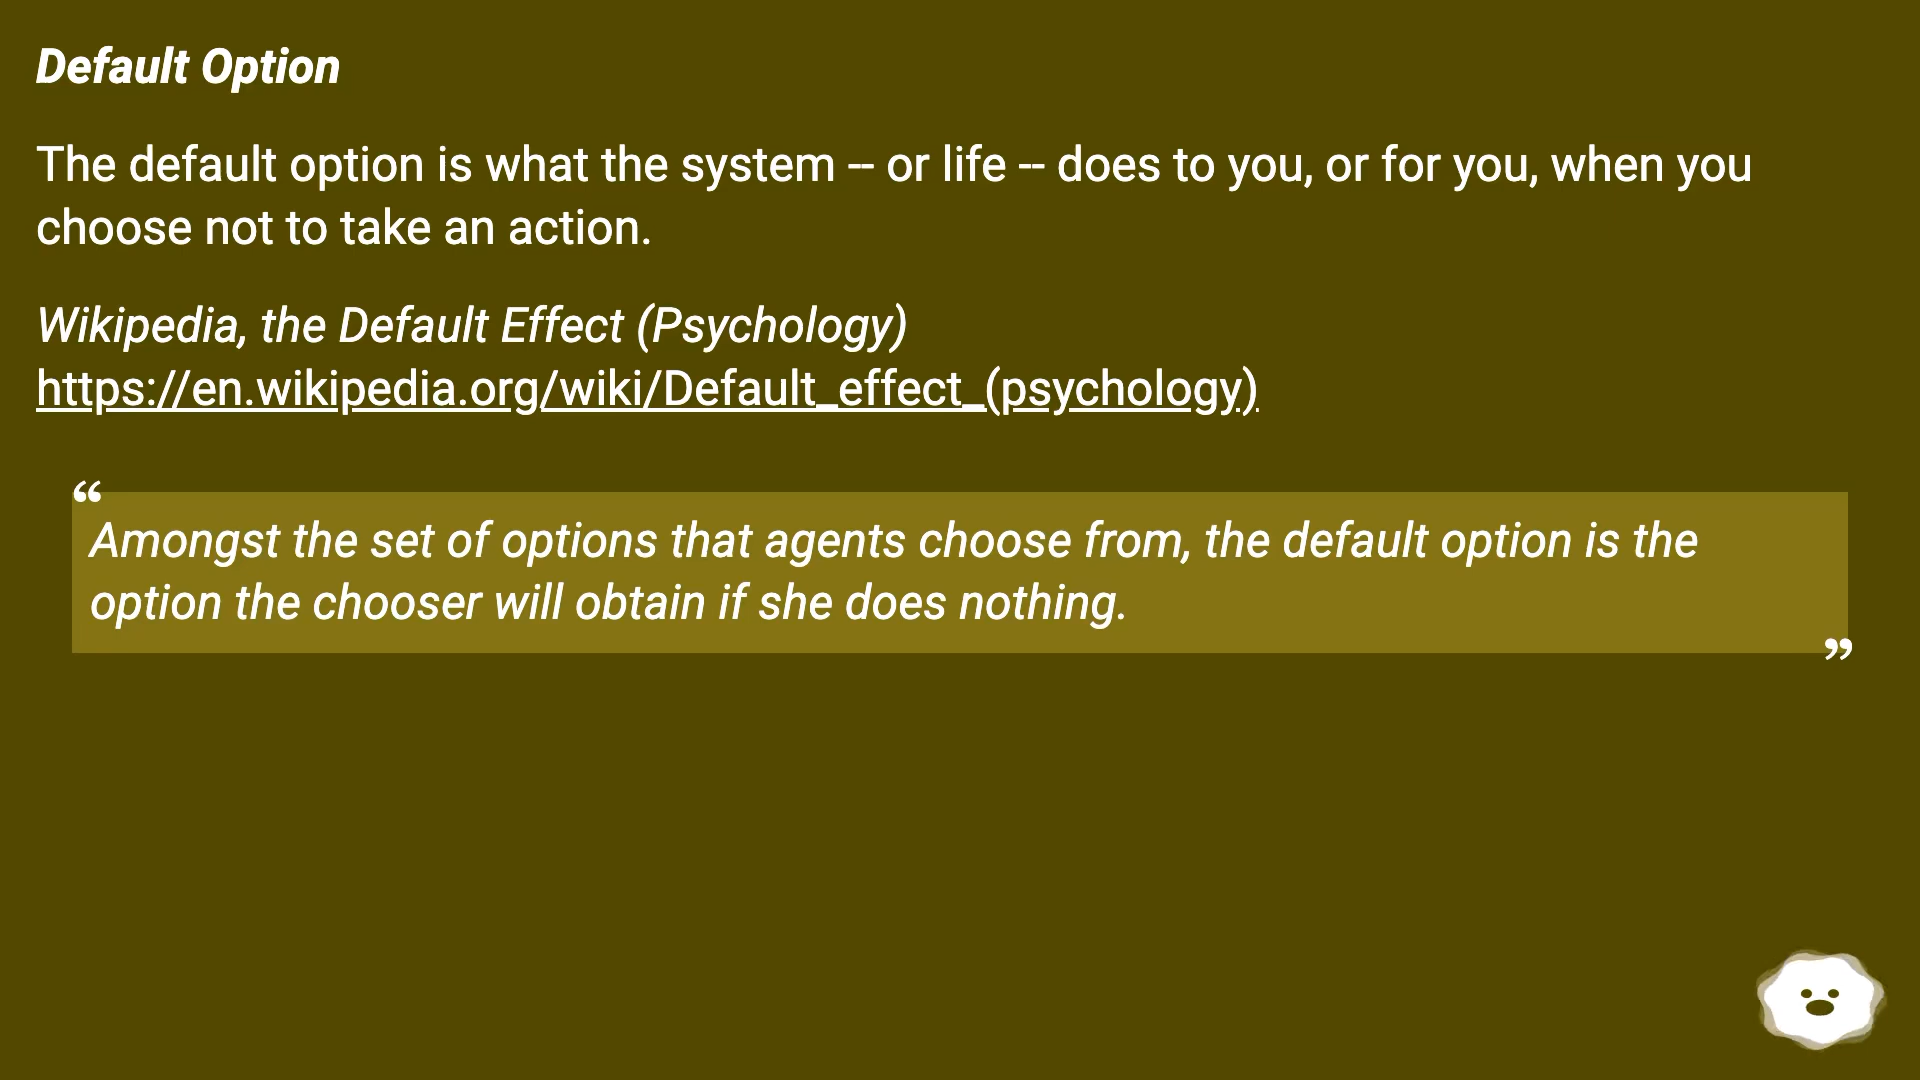 Default Option
The default option is what the system -- or life -- does to you, or for you, when you
choose not to take an action.
Wikipedia, the Default Effect (Psychology)
https://en.wikipedia.org/wiki/Default_effect_(psychology)
“
Amongst the set of options that agents choose from, the default option is the
option the chooser will obtain if she does nothing.
”